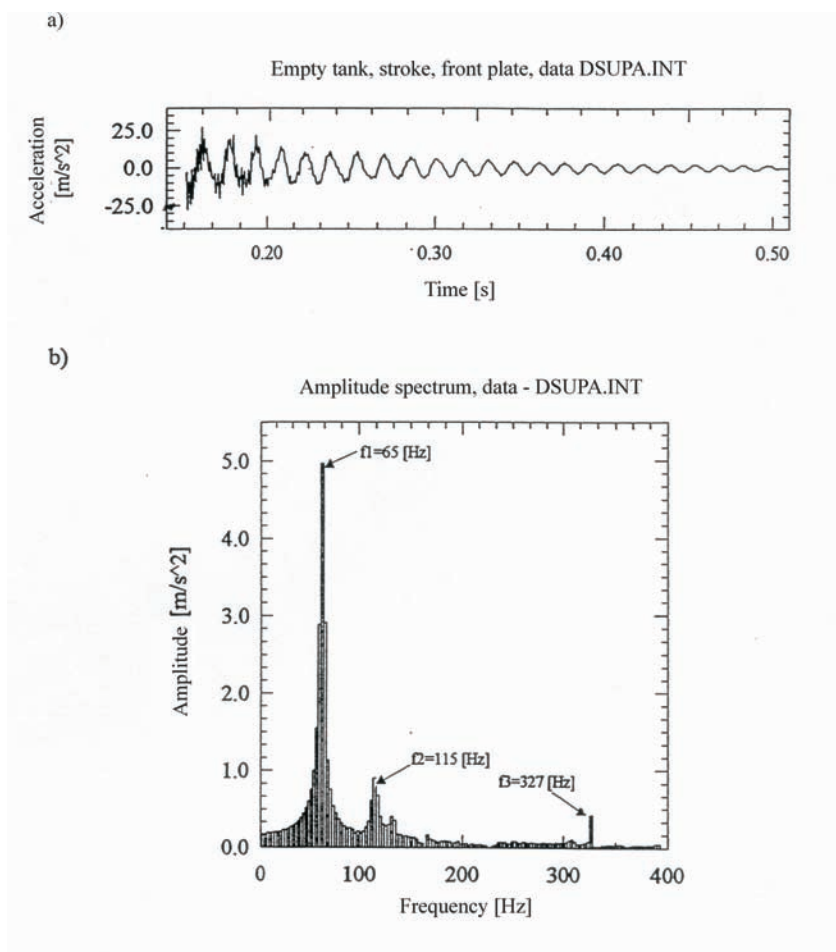 a)
Empty tank, stroke, front plate, data DSUPA.INT
Acceleration
[m/s^2]
25.0
0.0
-25.0
0.20
0.30
0.40
0.50
Time [s]
b)
Amplitude spectrum, data - DSUPA.INT
Amplitude [m/s^2]
5.0
4.0
3.0
2.0
1.0
0.0
f1=65 [Hz]
f2=115 [Hz]
f3=327 [Hz]
0
100
200
300
400
Frequency [Hz]